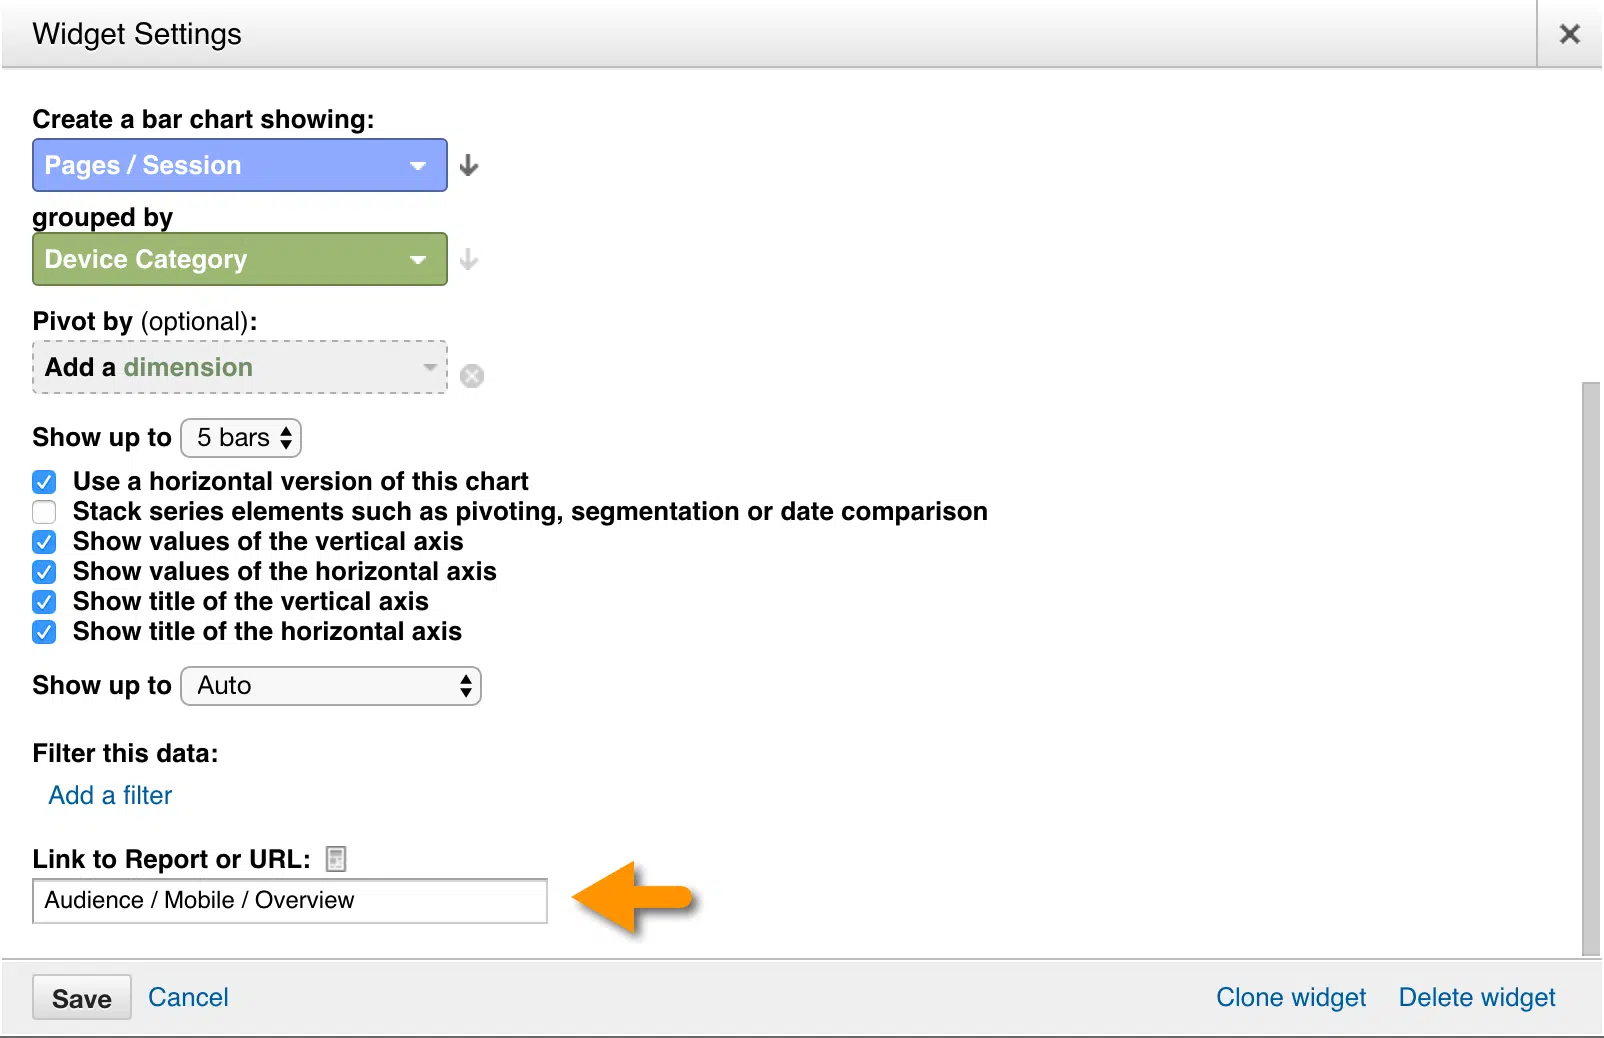 Widget Settings
Create a bar chart showing:
Pages / Session
grouped by
Device Category
Pivot by (optional):
Add a dimension
Show up to 5 bars
Use a horizontal version of this chart
Stack series elements such as pivoting, segmentation or date comparison
Show values of the vertical axis
Show values of the horizontal axis
Show title of the vertical axis
Show title of the horizontal axis
Show up to Auto
Filter this data:
Add a filter
Link to Report or URL:
Audience / Mobile / Overview
Save Cancel Clone widget Delete widget